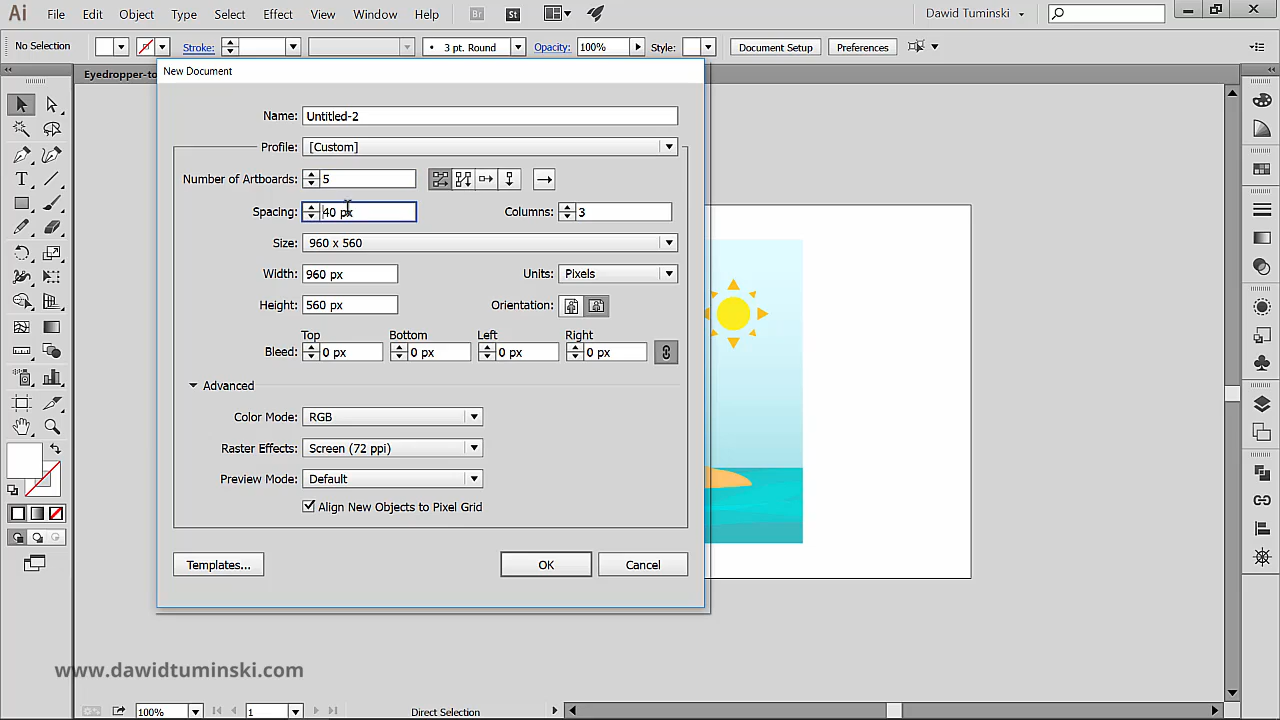 Ai File Edit Object Type Select Effect View Window Help Br St Dawid Tuminski
No Selection Stroke: 3 pt. Round Opacity: 100% Style: Document Setup Preferences
Eyedropper-to
New Document
Name: Untitled-2
Profile: [Custom]
Number of Artboards: 5
Spacing: 40 px Columns: 3
Size: 960 x 560
Width: 960 px Units: Pixels
Height: 560 px Orientation:
Top Bottom Left Right
Bleed: 0 px 0 px 0 px 0 px
Advanced
Color Mode: RGB
Raster Effects: Screen (72 ppi)
Preview Mode: Default
Align New Objects to Pixel Grid
Templates... OK Cancel
www.dawidtuminski.com
100% 1 Direct Selection